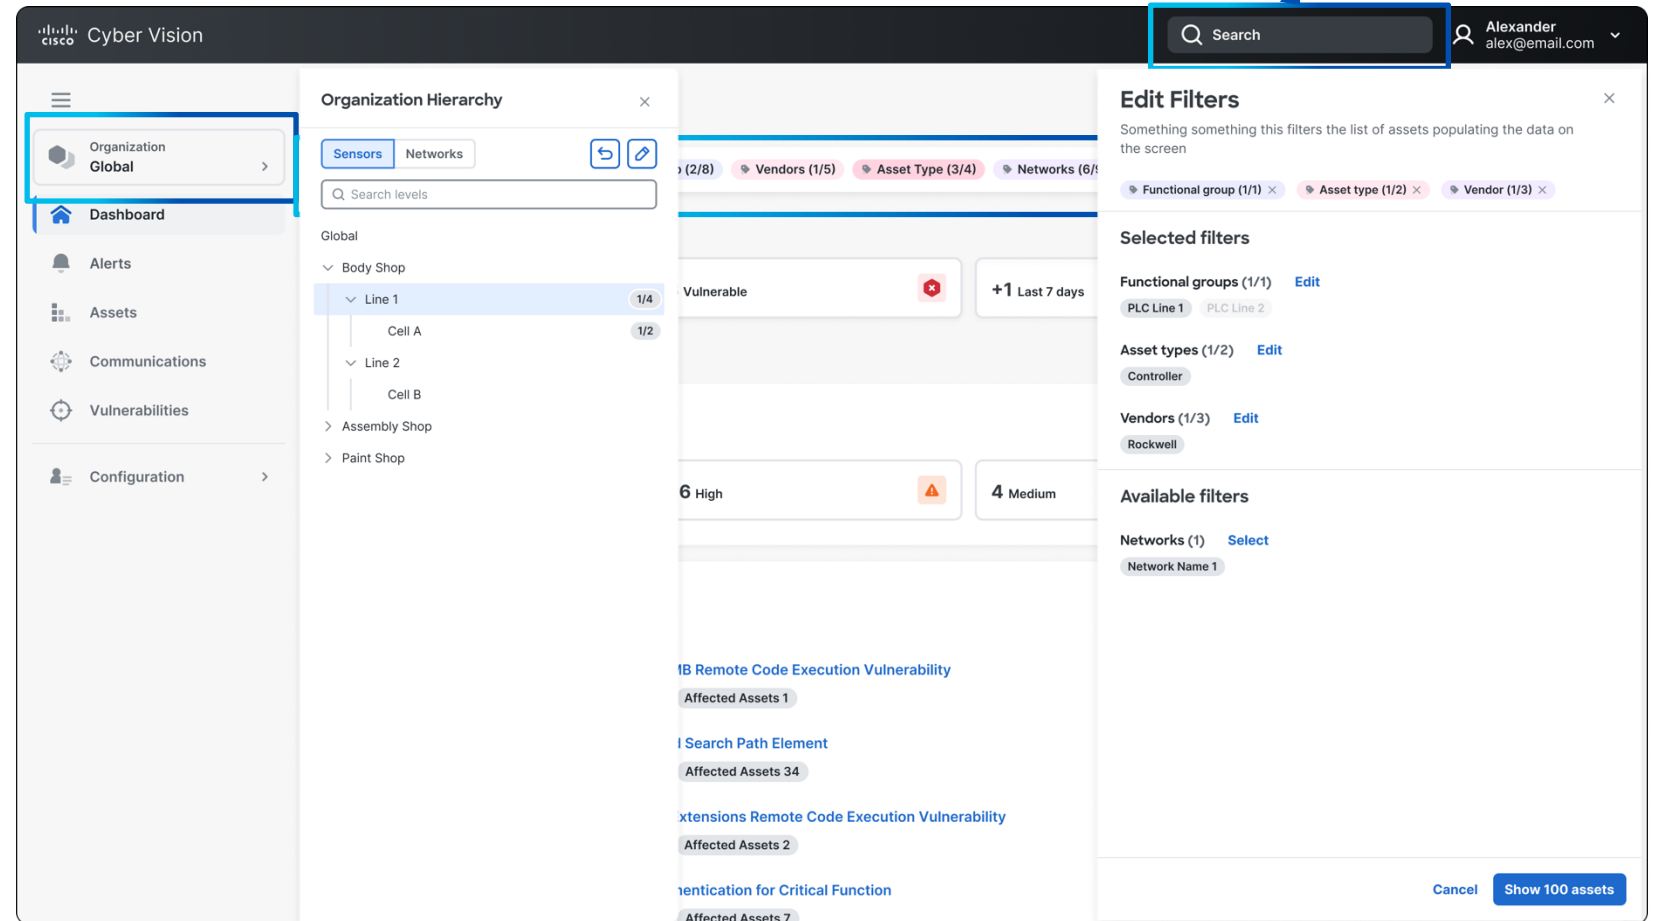 cisco Cyber Vision
Search
Alexander
alex@email.com
Organization
Global
Dashboard
Alerts
Assets
Communications
Vulnerabilities
Configuration
Organization Hierarchy
Sensors
Networks
Search levels
Global
Body Shop
Line 1
1/4
Cell A
1/2
Line 2
Cell B
Assembly Shop
Paint Shop
(2/8)
Vendors (1/5)
Asset Type (3/4)
Networks (6/
Vulnerable
+1 Last 7 days
6 High
4 Medium
MB Remote Code Execution Vulnerability
Affected Assets 1
Search Path Element
Affected Assets 34
xtensions Remote Code Execution Vulnerability
Affected Assets 2
hentication for Critical Function
Affected Assets 7
Edit Filters
Something something this filters the list of assets populating the data on
the screen
Functional group (1/1)
Asset type (1/2)
Vendor (1/3)
Selected filters
Functional groups (1/1) Edit
PLC Line 1 PLC Line 2
Asset types (1/2) Edit
Controller
Vendors (1/3) Edit
Rockwell
Available filters
Networks (1) Select
Network Name 1
Cancel
Show 100 assets